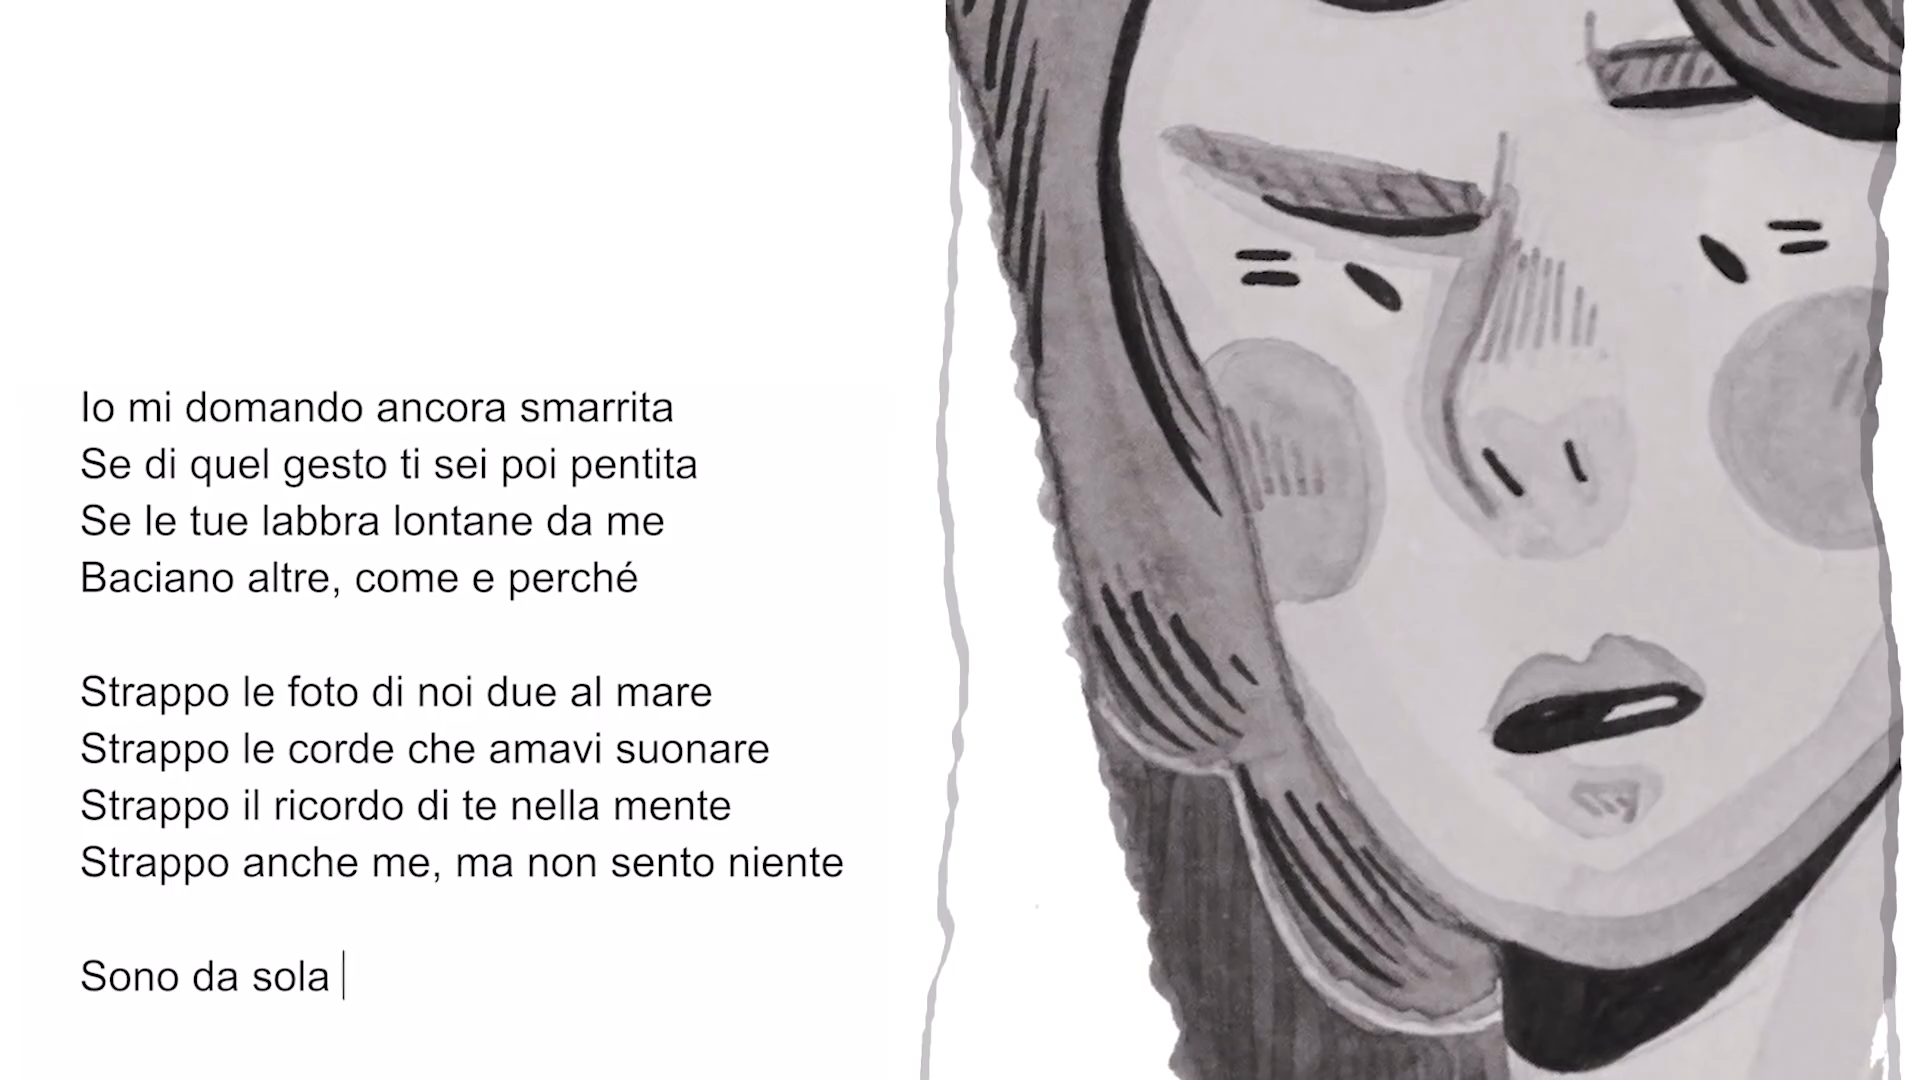 Io mi domando ancora smarrita
Se di quel gesto ti sei poi pentita
Se le tue labbra lontane da me
Baciano altre, come e perché
Strappo le foto di noi due al mare
Strappo le corde che amavi suonare
Strappo il ricordo di te nella mente
Strappo anche me, ma non sento niente
Sono da sola